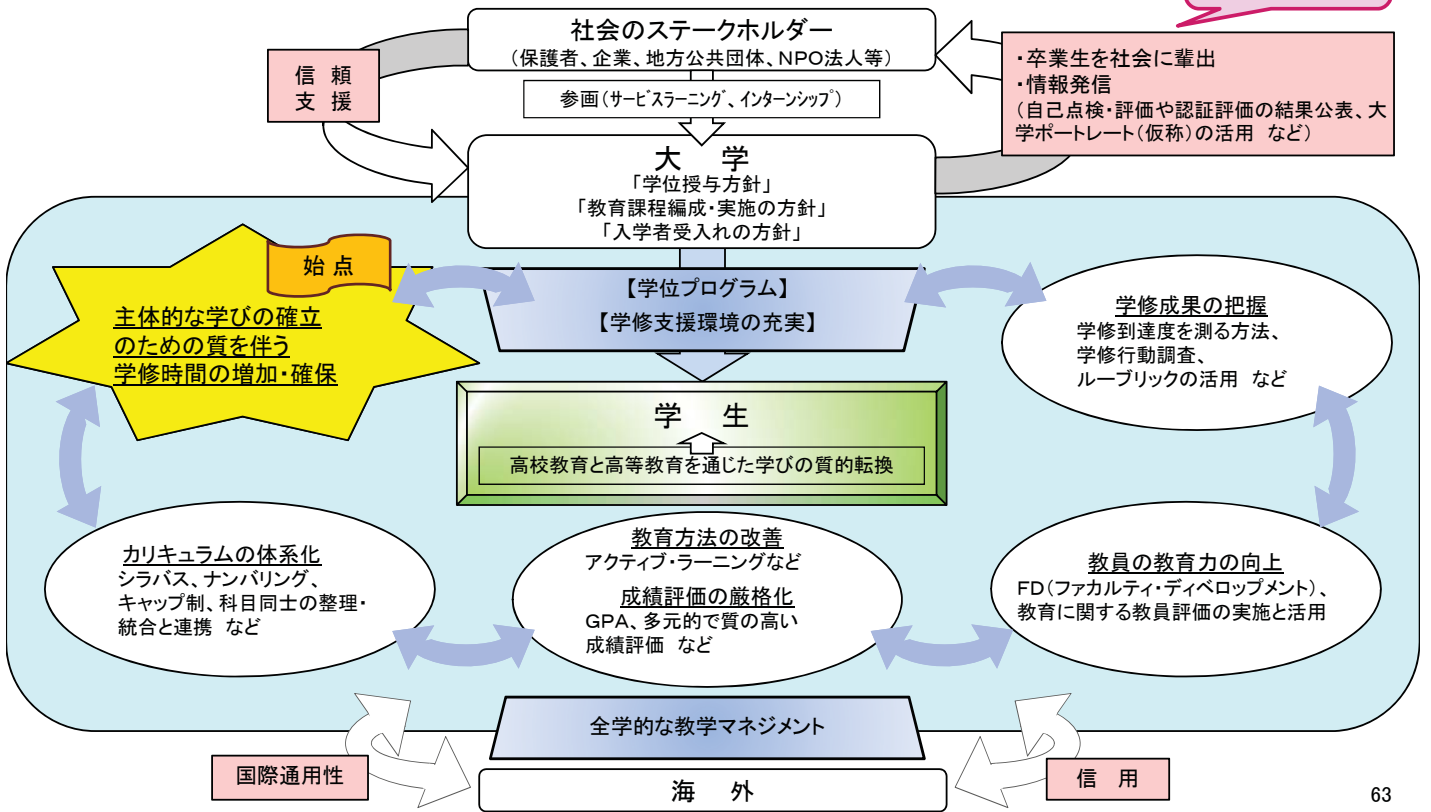 社会のステークホルダー
(保護者、企業、地方公共団体、NPO法人等)
信 頼
支 援
参画(サービスラーニング、インターンシップ)
・卒業生を社会に輩出
・情報発信
(自己点検・評価や認証評価の結果公表、大
学ポートレート(仮称)の活用 など)
大 学
「学位授与方針」
「教育課程編成・実施の方針」
「入学者受入れの方針」
始 点
主体的な学びの確立
のための質を伴う
学修時間の増加・確保
【学位プログラム】
【学修支援環境の充実】
学修成果の把握
学修到達度を測る方法、
学修行動調査、
ルーブリックの活用 など
学 生
高校教育と高等教育を通じた学びの質的転換
カリキュラムの体系化
シラバス、ナンバリング、
キャップ制、科目同士の整理・
統合と連携 など
教育方法の改善
アクティブ・ラーニングなど
成績評価の厳格化
GPA、多元的で質の高い
成績評価 など
教員の教育力の向上
FD(ファカルティ・ディベロップメント)、
教育に関する教員評価の実施と活用
全学的な教学マネジメント
国際通用性
海 外
信 用
63